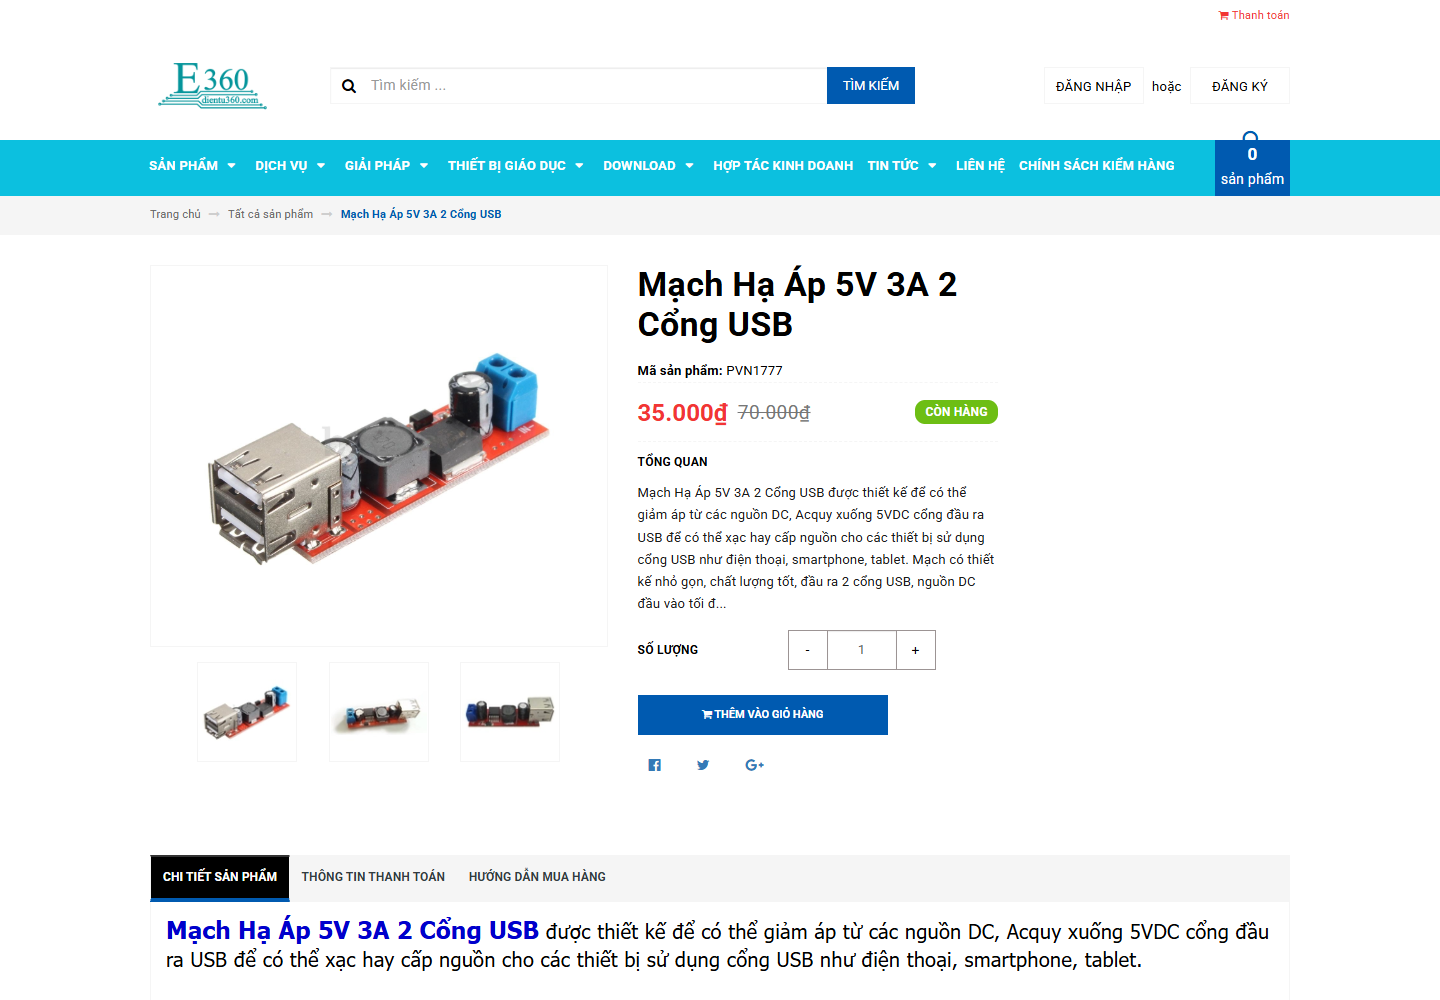 Thanh toán
E360
dientu360.com
Tìm kiếm ...
TÌM KIẾM
ĐĂNG NHẬP hoặc ĐĂNG KÝ
SẢN PHẨM DỊCH VỤ GIẢI PHÁP THIẾT BỊ GIÁO DỤC DOWNLOAD HỢP TÁC KINH DOANH TIN TỨC LIÊN HỆ CHÍNH SÁCH KIỂM HÀNG
0
sản phẩm
Trang chủ Tất cả sản phẩm Mạch Hạ Áp 5V 3A 2 Cổng USB
Mạch Hạ Áp 5V 3A 2
Cổng USB
Mã sản phẩm: PVN1777
35.000₫ 70.000₫ CÒN HÀNG
TỔNG QUAN
Mạch Hạ Áp 5V 3A 2 Cổng USB được thiết kế để có thể
giảm áp từ các nguồn DC, Acquy xuống 5VDC cổng đầu ra
USB để có thể xạc hay cấp nguồn cho các thiết bị sử dụng
cổng USB như điện thoại, smartphone, tablet. Mạch có thiết
kế nhỏ gọn, chất lượng tốt, đầu ra 2 cổng USB, nguồn DC
đầu vào tối đ...
SỐ LƯỢNG - 1 +
THÊM VÀO GIỎ HÀNG
CHI TIẾT SẢN PHẨM THÔNG TIN THANH TOÁN HƯỚNG DẪN MUA HÀNG
Mạch Hạ Áp 5V 3A 2 Cổng USB được thiết kế để có thể giảm áp từ các nguồn DC, Acquy xuống 5VDC cổng đầu
ra USB để có thể xạc hay cấp nguồn cho các thiết bị sử dụng cổng USB như điện thoại, smartphone, tablet.